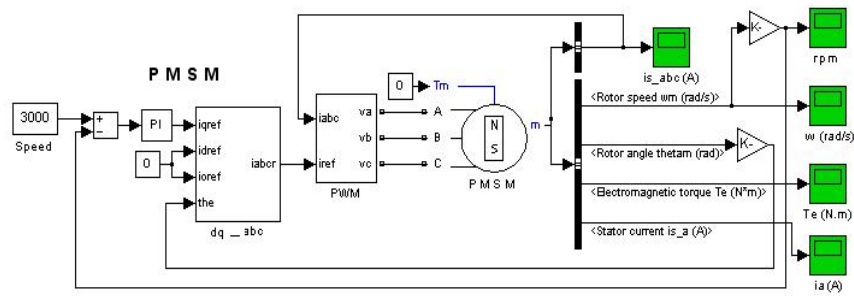 P M S M
3000
Speed
+
−
PI
0
iqref
idref
ioref
the
iabcr
dq _ abc
iabc
iref
va
vb
vc
PWM
0
Tm
A
B
C
N
S
P M S M
m
is_abc (A)
<Rotor speed wm (rad/s)>
<Rotor angle thetam (rad)>
<Electromagnetic torque Te (N*m)>
<Stator current is_a (A)>
K-
K-
rpm
w (rad/s)
Te (N.m)
ia (A)